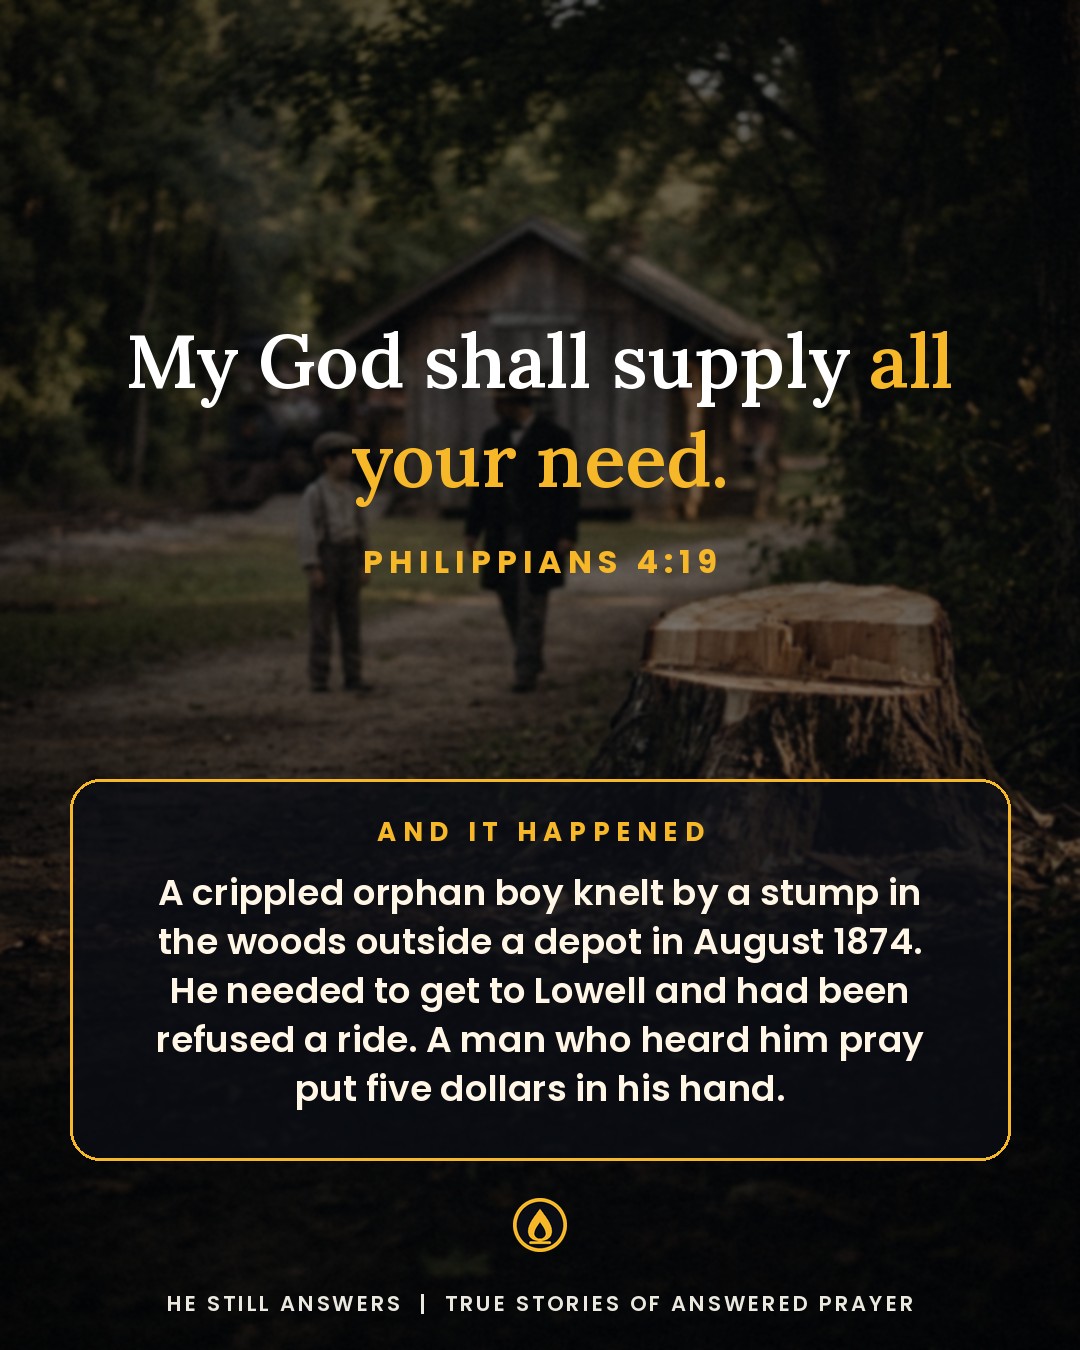 My God shall supply all
your need.
PHILIPPIANS 4:19
AND IT HAPPENED
A crippled orphan boy knelt by a stump in
the woods outside a depot in August 1874.
He needed to get to Lowell and had been
refused a ride. A man who heard him pray
put five dollars in his hand.
HE STILL ANSWERS | TRUE STORIES OF ANSWERED PRAYER